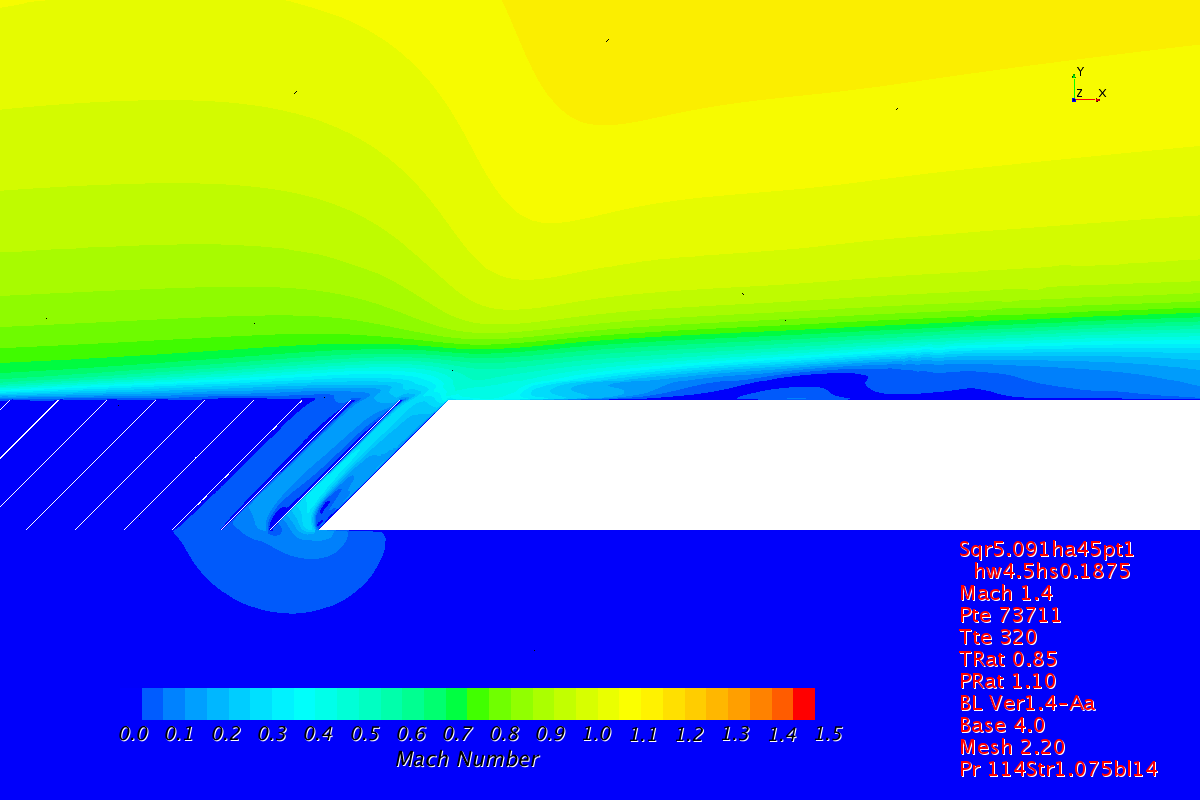 Y
Z X
Sqr5.091ha45pt1
hw4.5hs0.1875
Mach 1.4
Pte 73711
Tte 320
TRat 0.85
PRat 1.10
BL Ver1.4-Aa
Base 4.0
Mesh 2.20
Pr 114Str1.075bl14
0.0 0.1 0.2 0.3 0.4 0.5 0.6 0.7 0.8 0.9 1.0 1.1 1.2 1.3 1.4 1.5
Mach Number